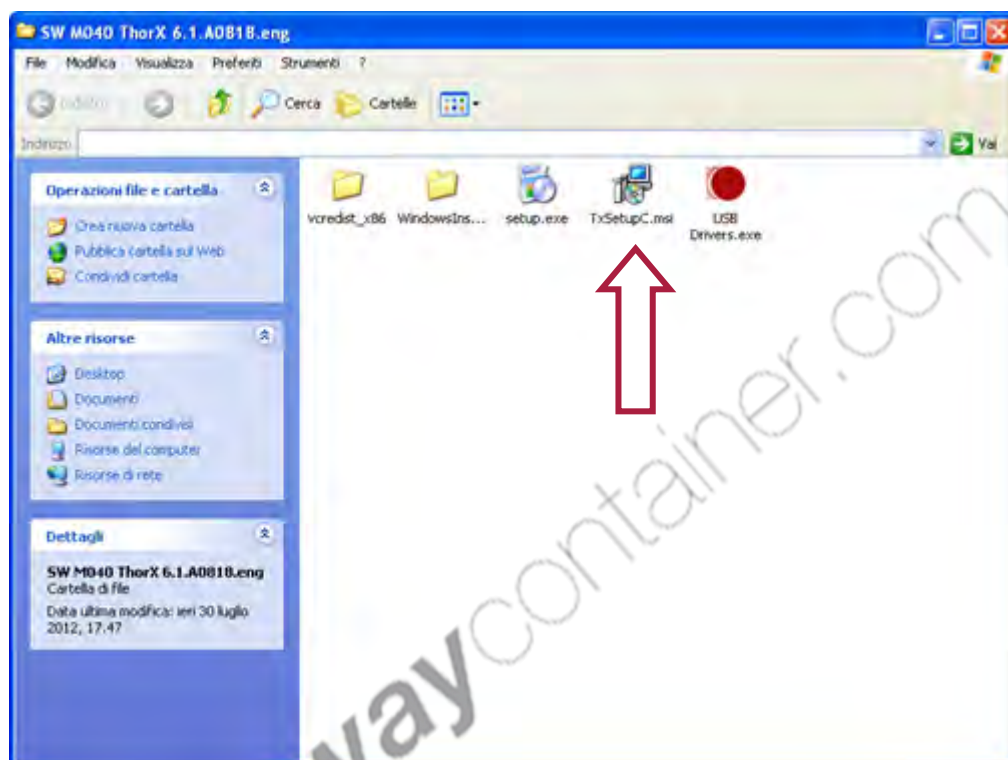 SW M040 ThorX 6.1.A0818.eng
File Modifica Visualizza Preferiti Strumenti ?
Indietro Cerca Cartelle
Indirizzo Vai
Operazioni file e cartella
Crea nuova cartella
Pubblica cartella sul Web
Condividi cartella
Altre risorse
Desktop
Documenti
Documenti condivisi
Risorse del computer
Risorse di rete
Dettagli
SW M040 ThorX 6.1.A0818.eng
Cartella di file
Data ultima modifica: ieri 30 luglio
2012, 17.47
vcredist_x86 WindowsIns... setup.exe TxSetupC.msi USB
Drivers.exe
waycontainer.com